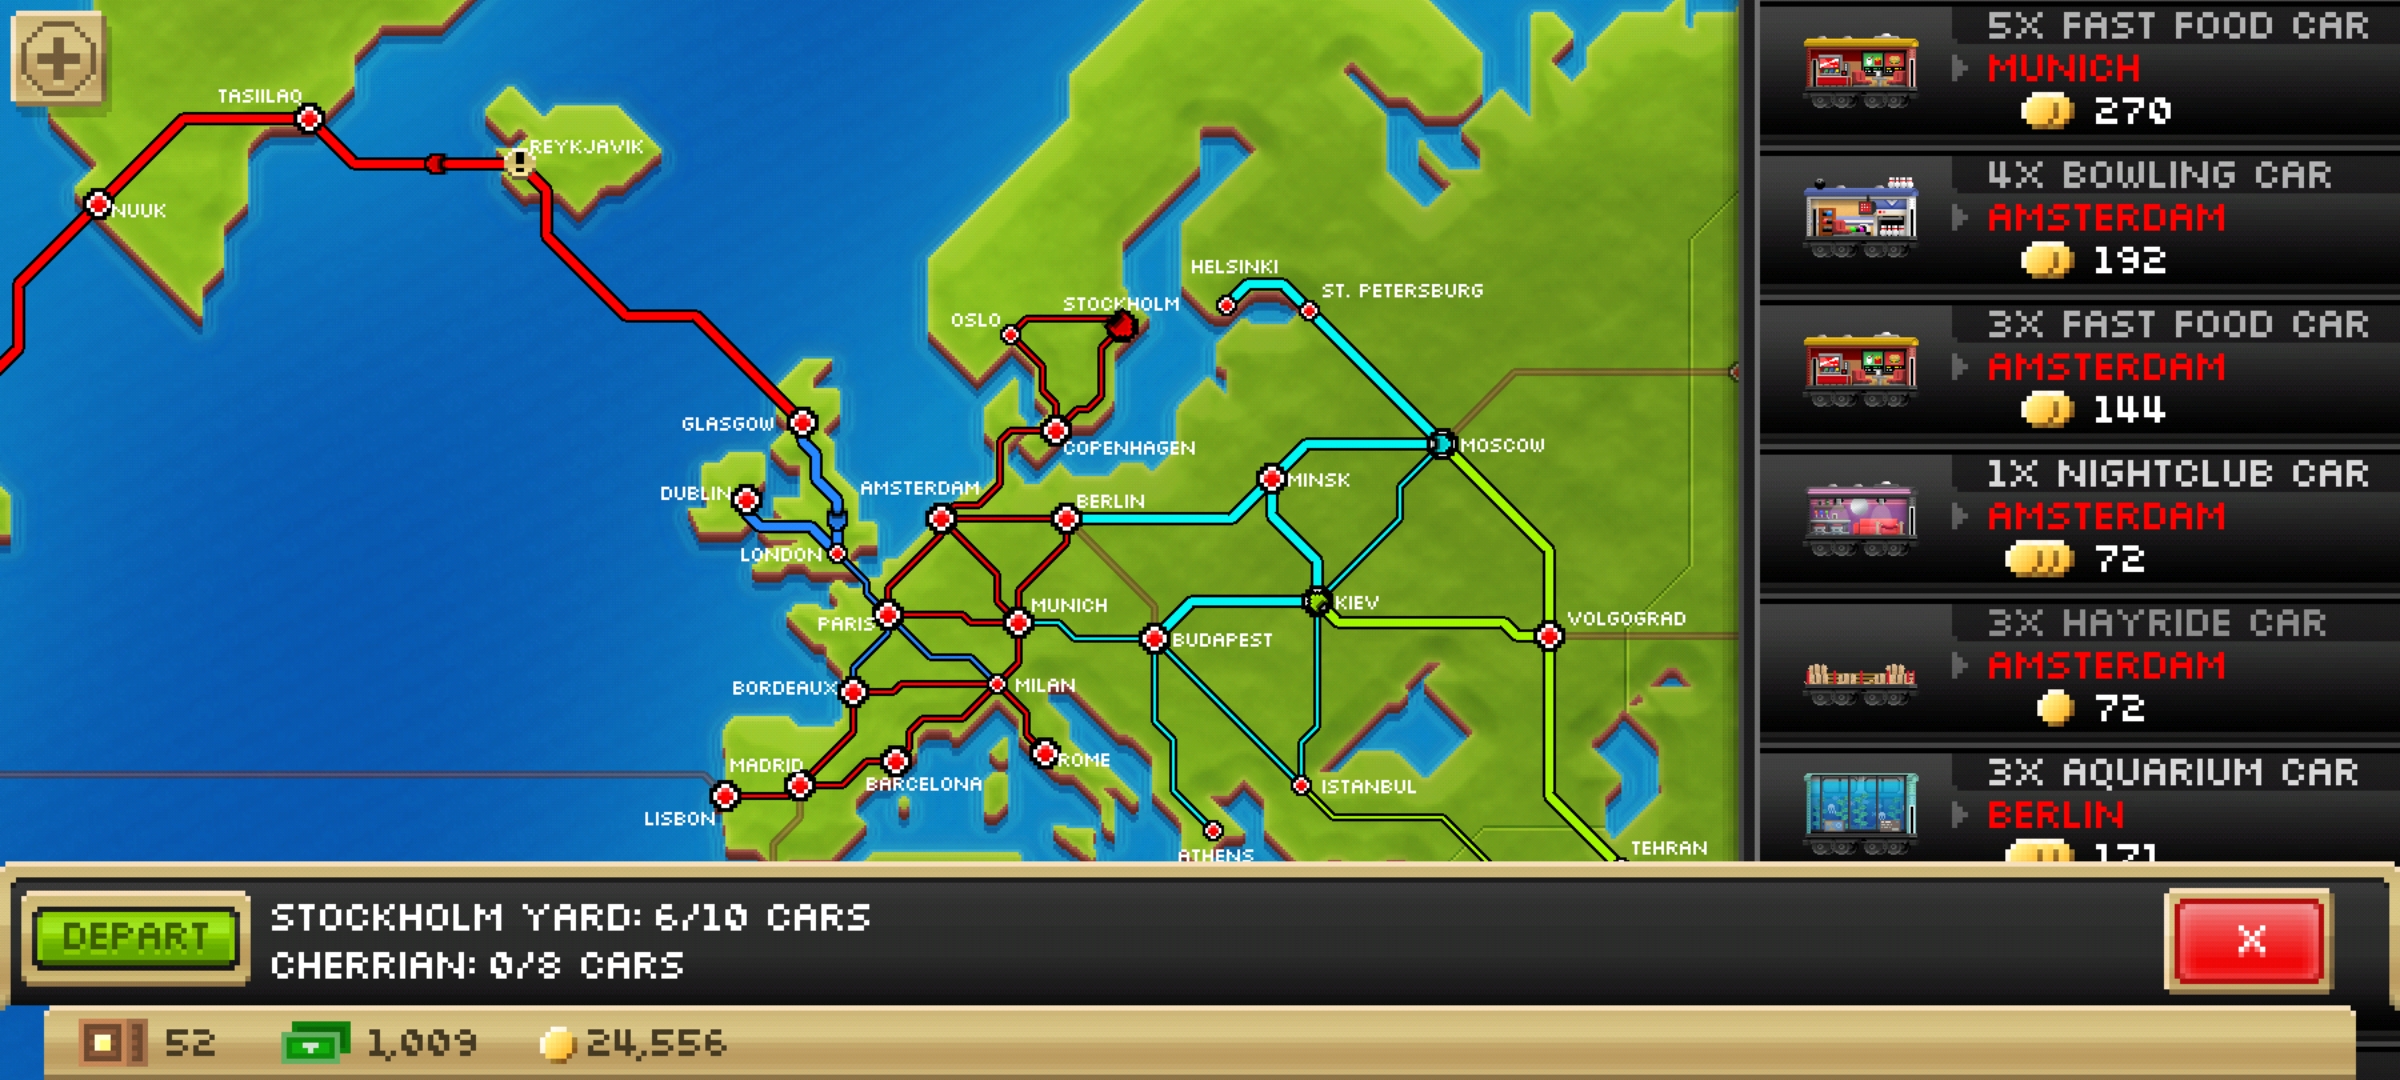 TASIILAQ
REYKJAVIK
NUUK
HELSINKI
ST. PETERSBURG
STOCKHOLM
OSLO
GLASGOW
COPENHAGEN
MOSCOW
MINSK
DUBLIN
AMSTERDAM
BERLIN
LONDON
MUNICH
KIEV
PARIS
BUDAPEST
VOLGOGRAD
BORDEAUX
MILAN
MADRID
ROME
BARCELONA
ISTANBUL
LISBON
ATHENS
TEHRAN
5X FAST FOOD CAR
MUNICH
270
4X BOWLING CAR
AMSTERDAM
192
3X FAST FOOD CAR
AMSTERDAM
144
1X NIGHTCLUB CAR
AMSTERDAM
72
3X HAYRIDE CAR
AMSTERDAM
72
3X AQUARIUM CAR
BERLIN
171
DEPART
STOCKHOLM YARD: 6/10 CARS
CHERRIAN: 0/8 CARS
X
52
1,009
24,556